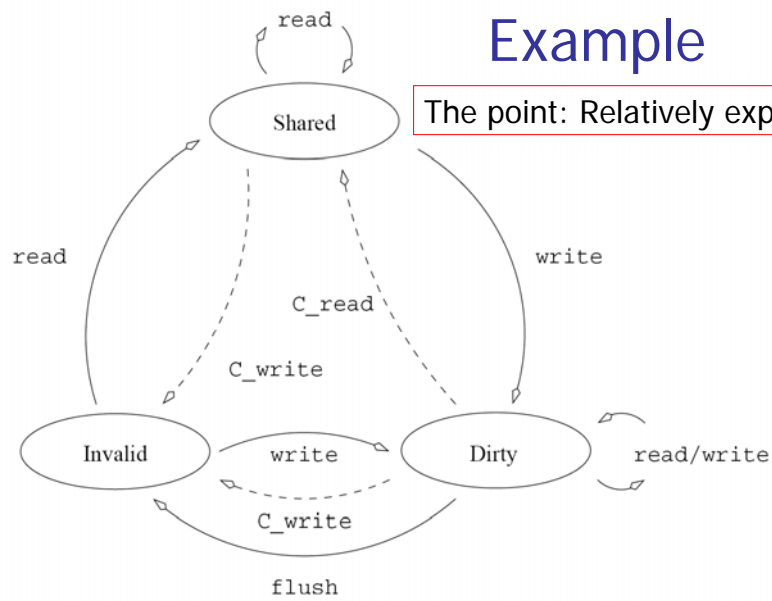 read
Example
Shared
The point: Relatively exp
read
write
C_read
C_write
Invalid
write
Dirty
read/write
C_write
flush